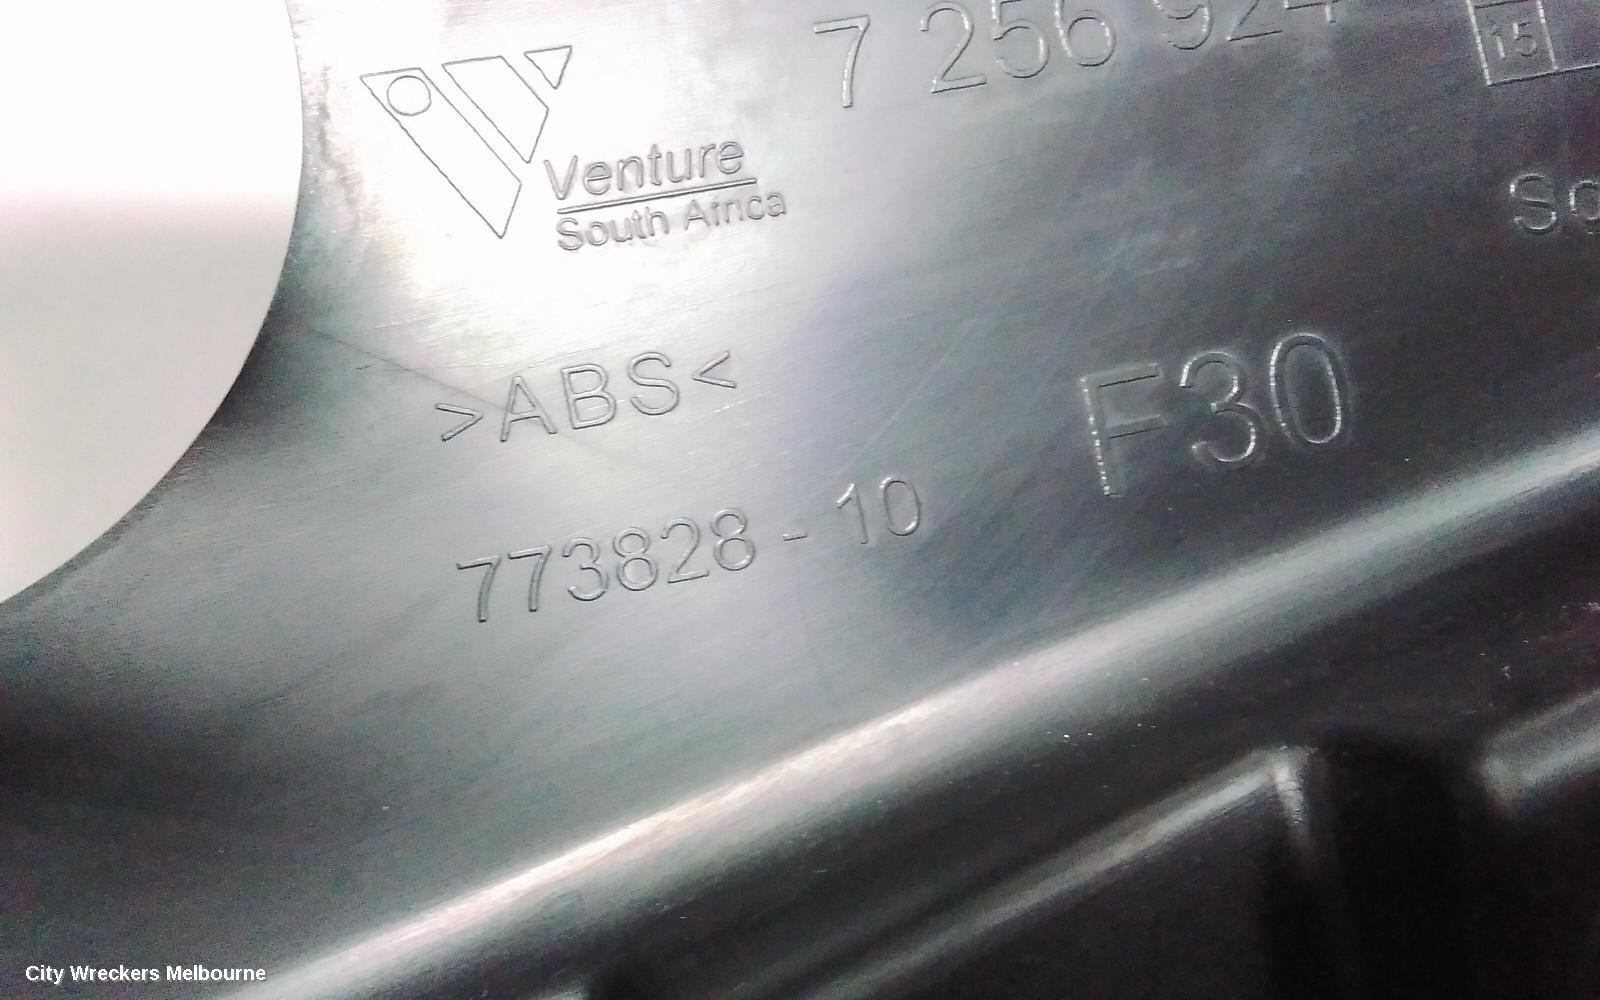 7 256 924
15
Venture
South Africa
>ABS<
F30
773828 - 10
City Wreckers Melbourne